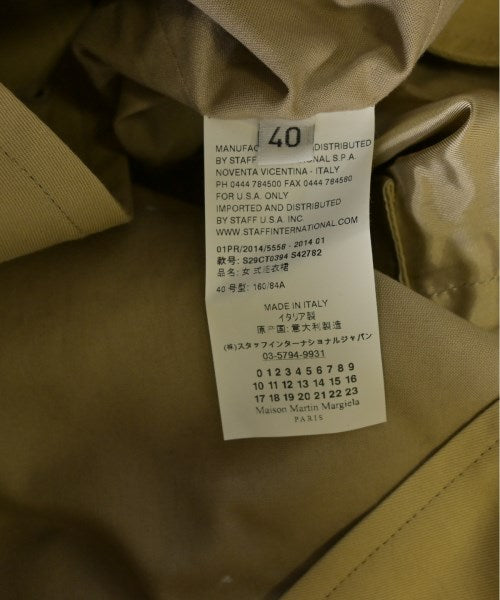 40
MANUFAC DISTRIBUTED
BY STAFF ONAL S.P.A.
NOVENTA VICENTINA - ITALY
PH 0444 784500 FAX 0444 784580
FOR U.S.A. ONLY
IMPORTED AND DISTRIBUTED
BY STAFF U.S.A. INC
WWW.STAFFINTERNATIONAL.COM
01PR/2014/5558 - 2014 01
款号: S29CT0394 S42782
品名: 女式连衣裙
40 号型: 160/84A
MADE IN ITALY
イタリア製
原产国: 意大利製造
(株)スタッフインターナショナルジャパン
03-5794-9931
0 1 2 3 4 5 6 7 8 9
10 11 12 13 14 15 16
17 18 19 20 21 22 23
Maison Martin Margiela
PARIS